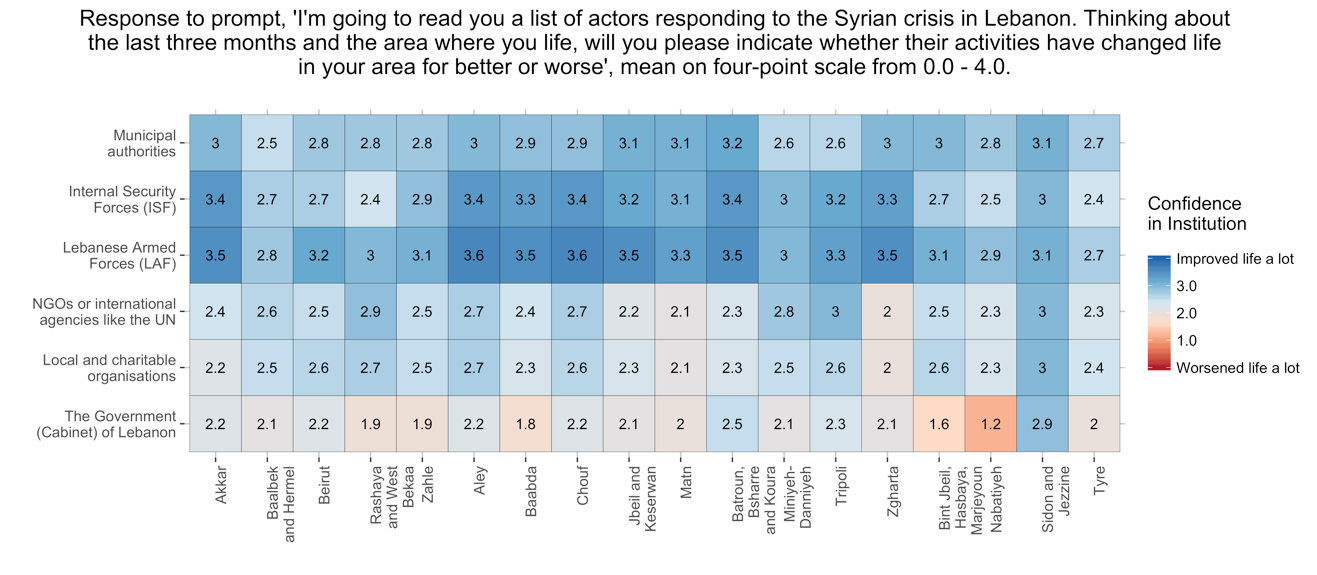 Response to prompt, 'I'm going to read you a list of actors responding to the Syrian crisis in Lebanon. Thinking about
the last three months and the area where you life, will you please indicate whether their activities have changed life
in your area for better or worse', mean on four-point scale from 0.0 - 4.0.
Municipal
authorities
3 2.5 2.8 2.8 2.8 3 2.9 2.9 3.1 3.1 3.2 2.6 2.6 3 3 2.8 3.1 2.7
Internal Security
Forces (ISF)
3.4 2.7 2.7 2.4 2.9 3.4 3.3 3.4 3.2 3.1 3.4 3 3.2 3.3 2.7 2.5 3 2.4
Lebanese Armed
Forces (LAF)
3.5 2.8 3.2 3 3.1 3.6 3.5 3.6 3.5 3.3 3.5 3 3.3 3.5 3.1 2.9 3.1 2.7
NGOs or international
agencies like the UN
2.4 2.6 2.5 2.9 2.5 2.7 2.4 2.7 2.2 2.1 2.3 2.8 3 2 2.5 2.3 3 2.3
Local and charitable
organisations
2.2 2.5 2.6 2.7 2.5 2.7 2.3 2.6 2.3 2.1 2.3 2.5 2.6 2 2.6 2.3 3 2.4
The Government
(Cabinet) of Lebanon
2.2 2.1 2.2 1.9 1.9 2.2 1.8 2.2 2.1 2 2.5 2.1 2.3 2.1 1.6 1.2 2.9 2
Akkar
Baalbek
and Hermel
Beirut
Rashaya
and West
Bekaa
Zahle
Aley
Baabda
Chouf
Jbeil and
Keserwan
Matn
Batroun,
Bsharre
and Koura
Miniyeh-
Danniyeh
Tripoli
Zgharta
Bint Jbeil,
Hasbaya,
Marjeyoun
Nabatiyeh
Sidon and
Jezzine
Tyre
Confidence
in Institution
Improved life a lot
3.0
2.0
1.0
Worsened life a lot